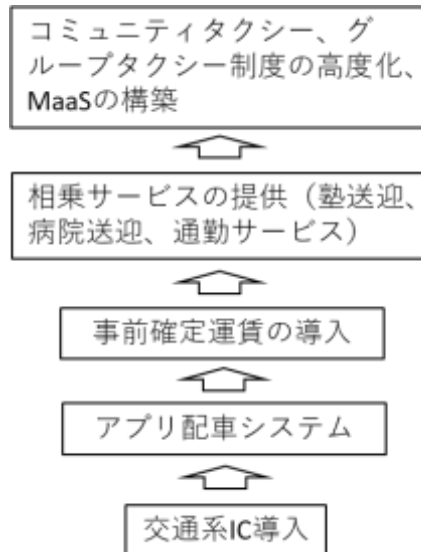 コミュニティタクシー、グ
ループタクシー制度の高度化、
MaaSの構築
相乗サービスの提供（塾送迎、
病院送迎、通勤サービス）
事前確定運賃の導入
アプリ配車システム
交通系IC導入